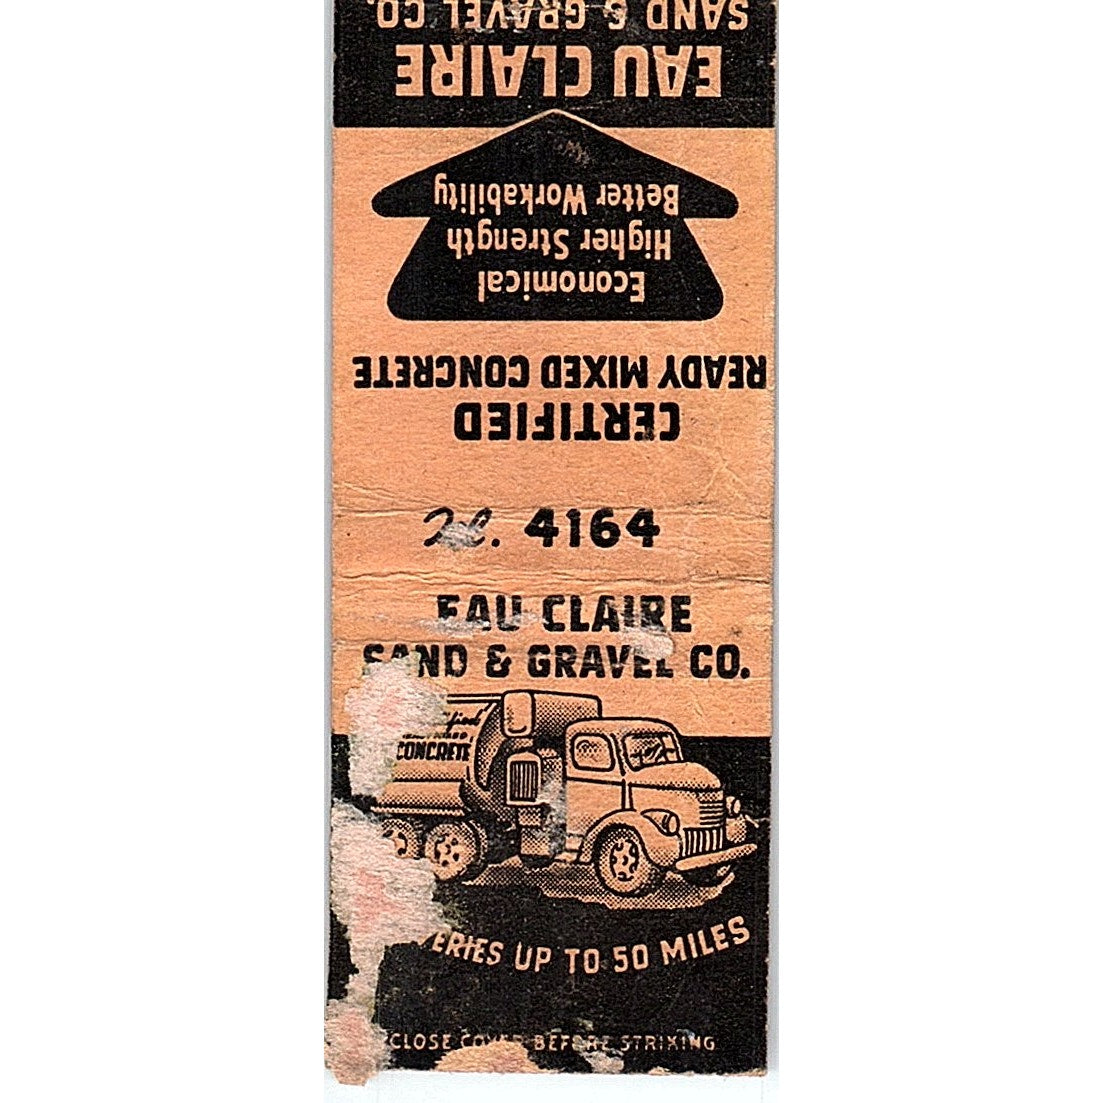 EAU CLAIRE
SAND & GRAVEL CO.
Economical
Higher Strength
Better Workability
CERTIFIED
READY MIXED CONCRETE
Tel. 4164
EAU CLAIRE
SAND & GRAVEL CO.
CONCRETE
UP TO 50 MILES
CLOSE COVER BEFORE STRIKING